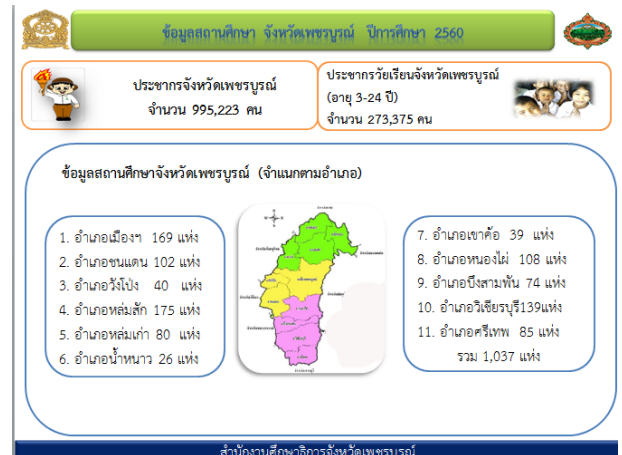 ข้อมูลสถานศึกษา จังหวัดเพชรบูรณ์ ปีการศึกษา 2560
ประชากรจังหวัดเพชรบูรณ์
จำนวน 995,223 คน
ประชากรวัยเรียนจังหวัดเพชรบูรณ์
(อายุ 3-24 ปี)
จำนวน 273,375 คน
ข้อมูลสถานศึกษาจังหวัดเพชรบูรณ์ (จำแนกตามอำเภอ)
1. อำเภอเมืองฯ 169 แห่ง
2. อำเภอชนแดน 102 แห่ง
3. อำเภอวังโป่ง 40 แห่ง
4. อำเภอหล่มสัก 175 แห่ง
5. อำเภอหล่มเก่า 80 แห่ง
6. อำเภอน้ำหนาว 26 แห่ง
7. อำเภอเขาค้อ 39 แห่ง
8. อำเภอหนองไผ่ 108 แห่ง
9. อำเภอบึงสามพัน 74 แห่ง
10. อำเภอวิเชียรบุรี139แห่ง
11. อำเภอศรีเทพ 85 แห่ง
รวม 1,037 แห่ง
สำนักงานศึกษาธิการจังหวัดเพชรบูรณ์